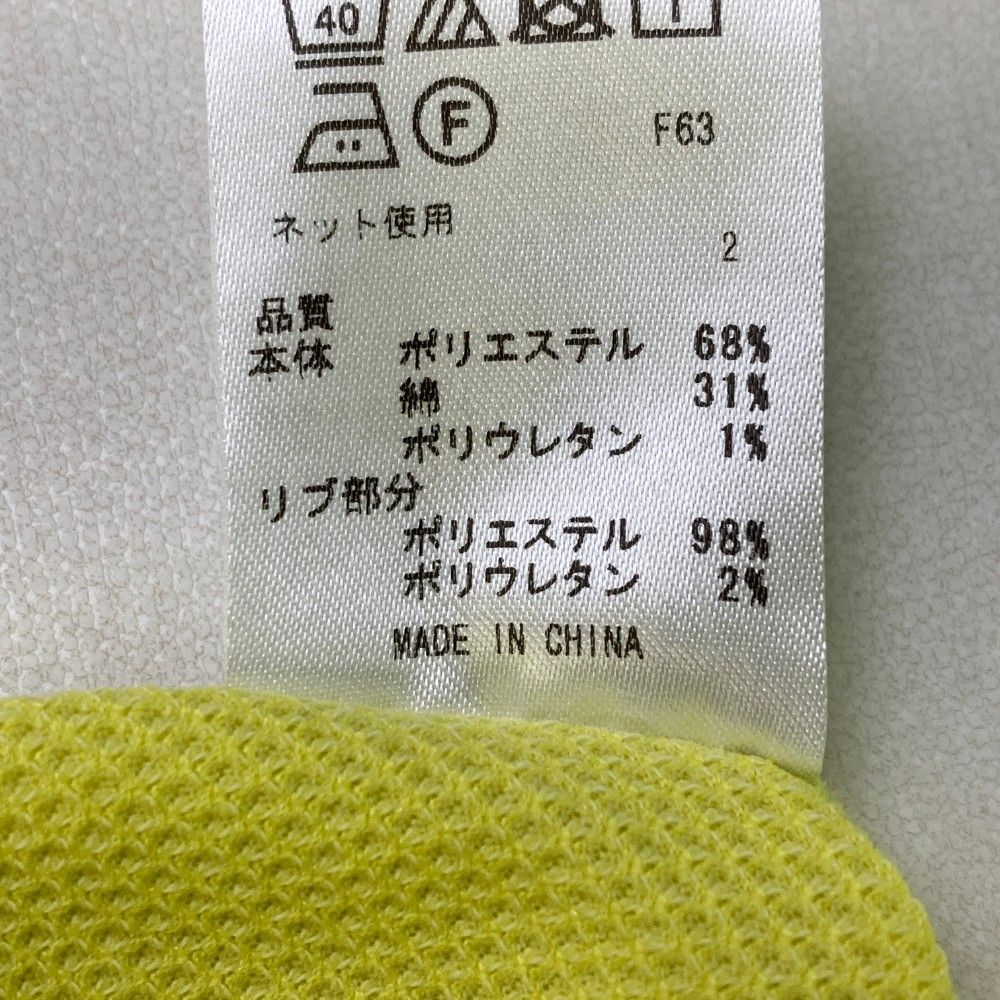 40
F F63
ネット使用
2
品質
本体 ポリエステル 68%
綿 31%
ポリウレタン 1%
リブ部分
ポリエステル 98%
ポリウレタン 2%
MADE IN CHINA